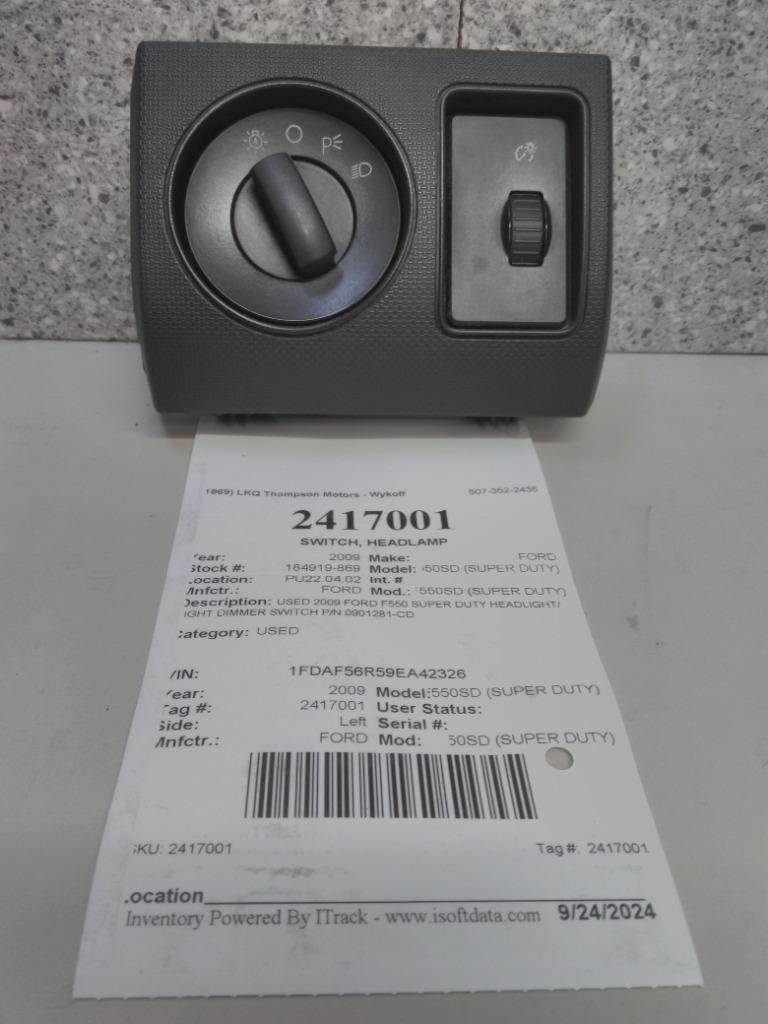 A
P
1869) LKQ Thompson Motors - Wykoff 507-352-2435
2417001
SWITCH, HEADLAMP
Year: 2009 Make: FORD
Stock #: 184919-869 Model: 50SD (SUPER DUTY)
Location: PU22.04.02 Int. #
Mnfctr.: FORD Mod.: 550SD (SUPER DUTY)
Description: USED 2009 FORD F550 SUPER DUTY HEADLIGHT/
IGHT DIMMER SWITCH P/N 0901281-CD
Category: USED
VIN: 1FDAF56R59EA42326
Year: 2009 Model: 550SD (SUPER DUTY)
Tag #: 2417001 User Status:
Side: Left Serial #:
Mnfctr.: FORD Mod: 50SD (SUPER DUTY)
SKU: 2417001 Tag #: 2417001
Location
Inventory Powered By ITrack - www.isoftdata.com 9/24/2024